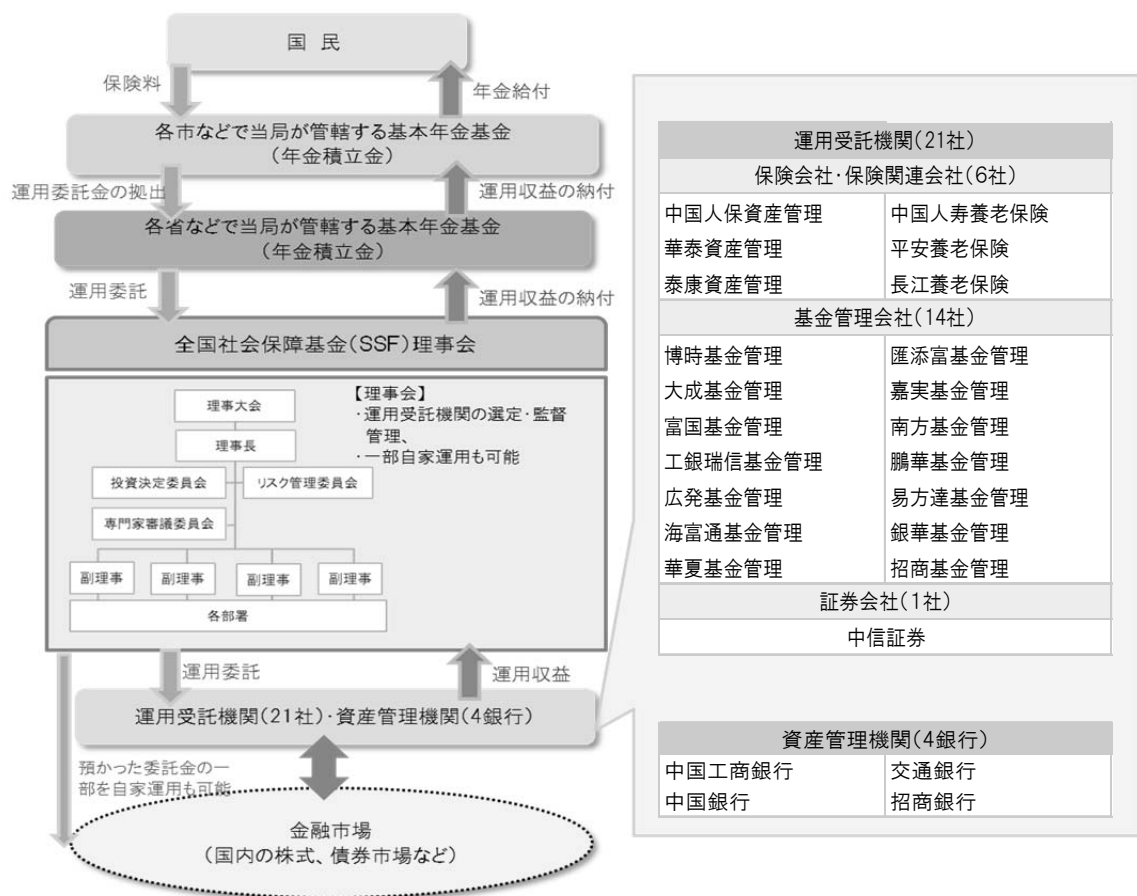 国 民
保険料
年金給付
各市などで当局が管轄する基本年金基金
（年金積立金）
運用委託金の拠出
運用収益の納付
各省などで当局が管轄する基本年金基金
（年金積立金）
運用委託
運用収益の納付
全国社会保障基金（SSF）理事会
理事大会
理事長
投資決定委員会
リスク管理委員会
専門家審議委員会
副理事
副理事
副理事
副理事
各部署
【理事会】
・運用受託機関の選定・監督
管理、
・一部自家運用も可能
運用委託
運用収益
運用受託機関（21社）・資産管理機関（4銀行）
預かった委託金の一
部を自家運用も可能
金融市場
（国内の株式、債券市場など）
運用受託機関（21社）
保険会社・保険関連会社（6社）
中国人保資産管理 中国人寿養老保険
華泰資産管理 平安養老保険
泰康資産管理 長江養老保険
基金管理会社（14社）
博時基金管理 匯添富基金管理
大成基金管理 嘉実基金管理
富国基金管理 南方基金管理
工銀瑞信基金管理 鵬華基金管理
広発基金管理 易方達基金管理
海富通基金管理 銀華基金管理
華夏基金管理 招商基金管理
証券会社（1社）
中信証券
資産管理機関（4銀行）
中国工商銀行 交通銀行
中国銀行 招商銀行